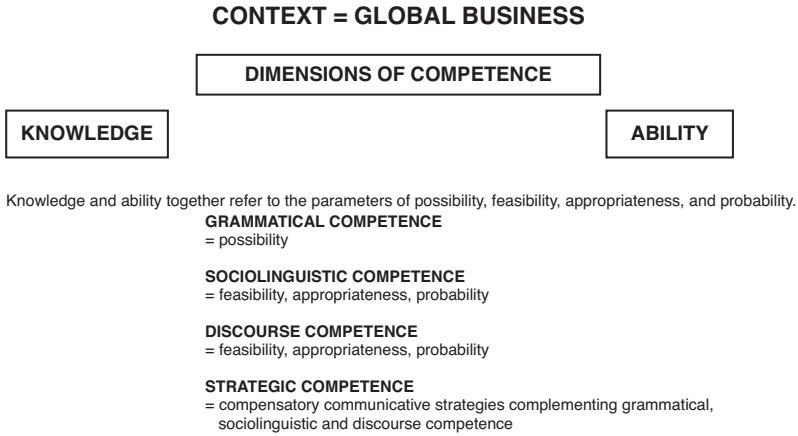 CONTEXT = GLOBAL BUSINESS
DIMENSIONS OF COMPETENCE
KNOWLEDGE
ABILITY
Knowledge and ability together refer to the parameters of possibility, feasibility, appropriateness, and probability.
GRAMMATICAL COMPETENCE
= possibility
SOCIOLINGUISTIC COMPETENCE
= feasibility, appropriateness, probability
DISCOURSE COMPETENCE
= feasibility, appropriateness, probability
STRATEGIC COMPETENCE
= compensatory communicative strategies complementing grammatical,
sociolinguistic and discourse competence